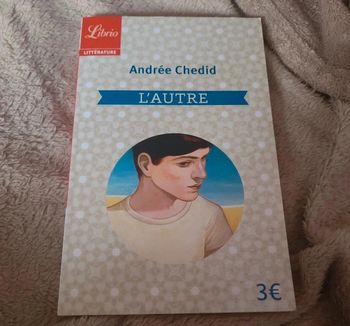 Librio
LITTÉRATURE
Andrée Chedid
L'AUTRE
3€